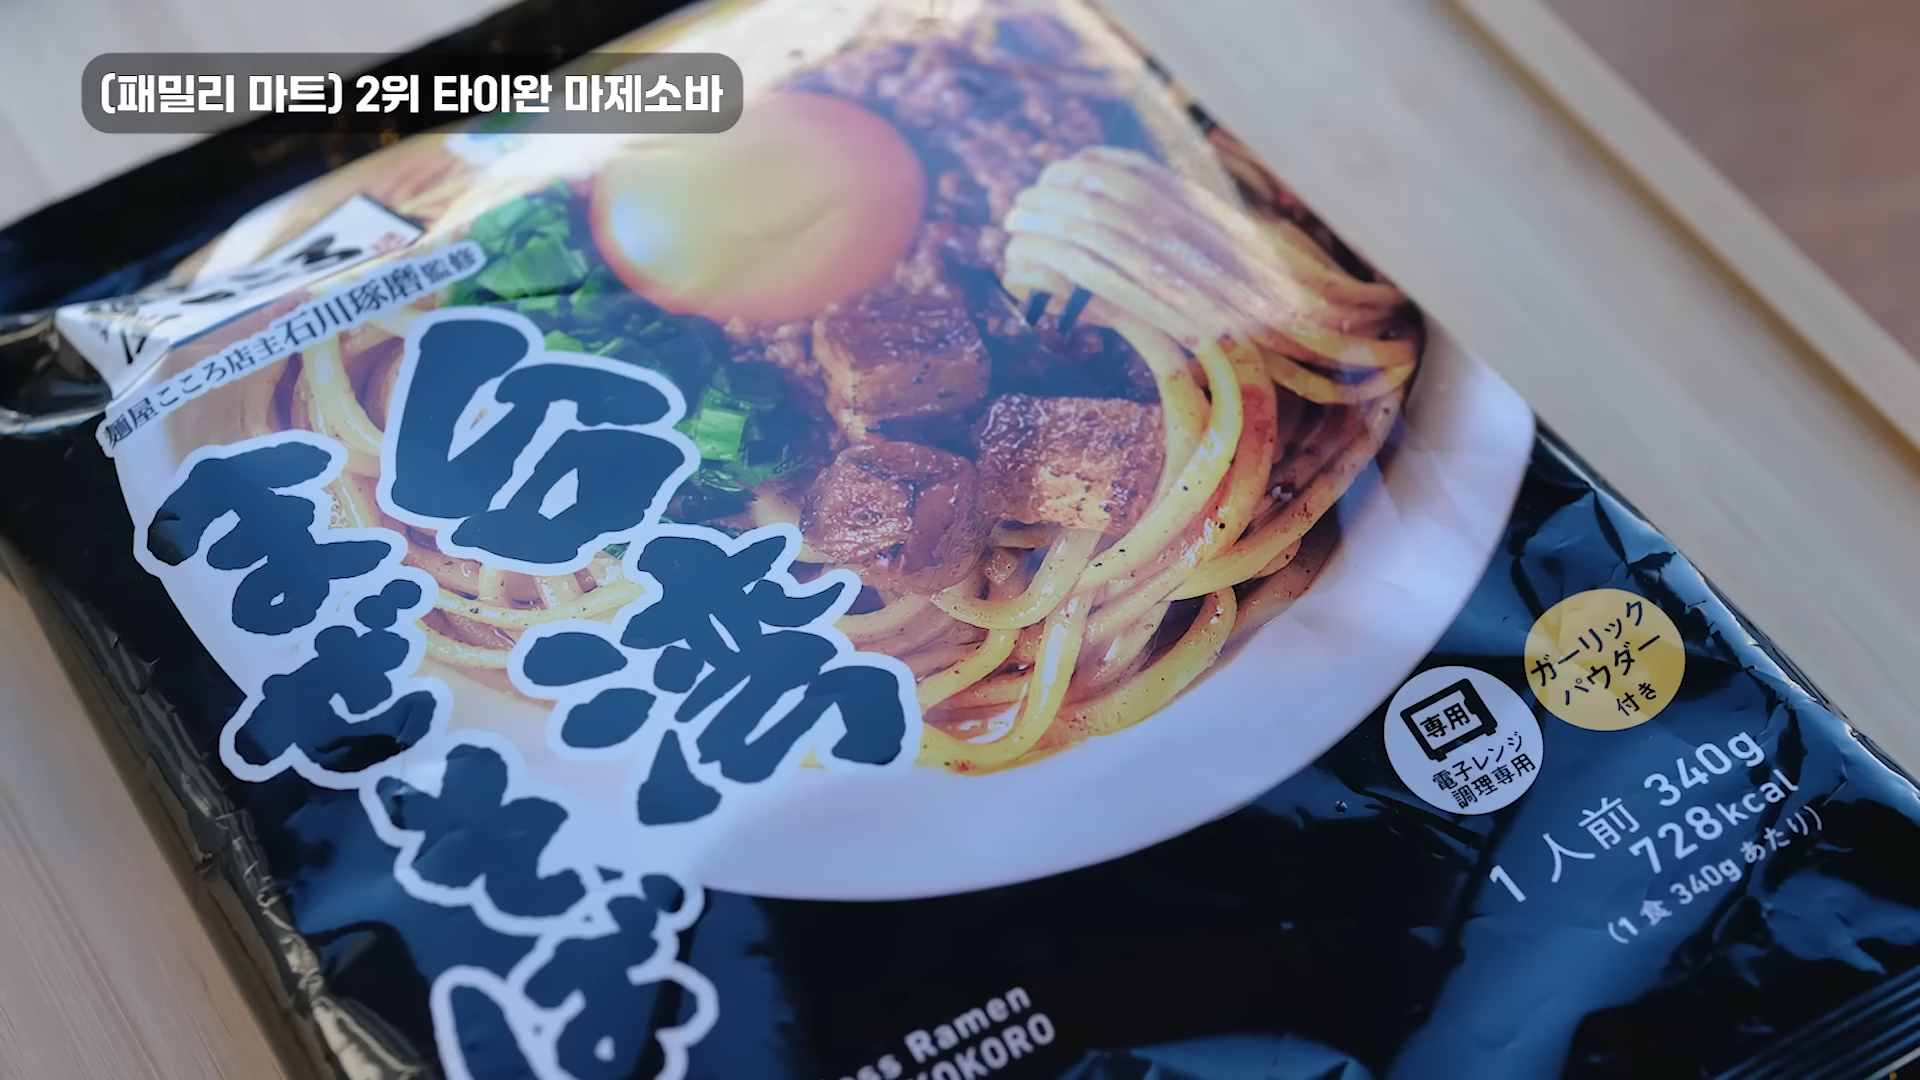 (패밀리 마트) 2위 타이완 마제소바
こころ
麺屋こころ店主石川琢磨監修
台湾
まぜそば
ガーリック
パウダー
付き
専用
電子レンジ
調理専用
1人前 340g
728kcal
(1食 340gあたり)
Ramen
KOKORO